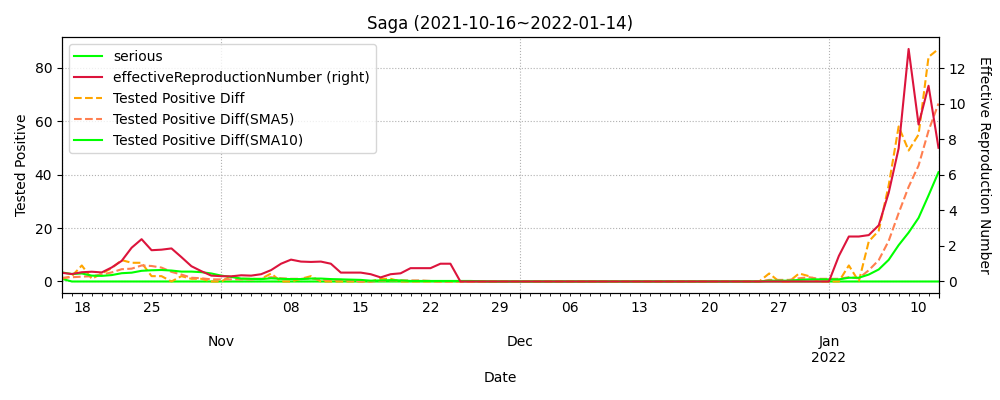 Saga (2021-10-16~2022-01-14)
serious
effectiveReproductionNumber (right)
Tested Positive Diff
Tested Positive Diff(SMA5)
Tested Positive Diff(SMA10)
Tested Positive
80
60
40
20
0
Effective Reproduction Number
12
10
8
6
4
2
0
18 25 08 15 22 29 06 13 20 27 03 10
Nov Dec Jan
2022
Date